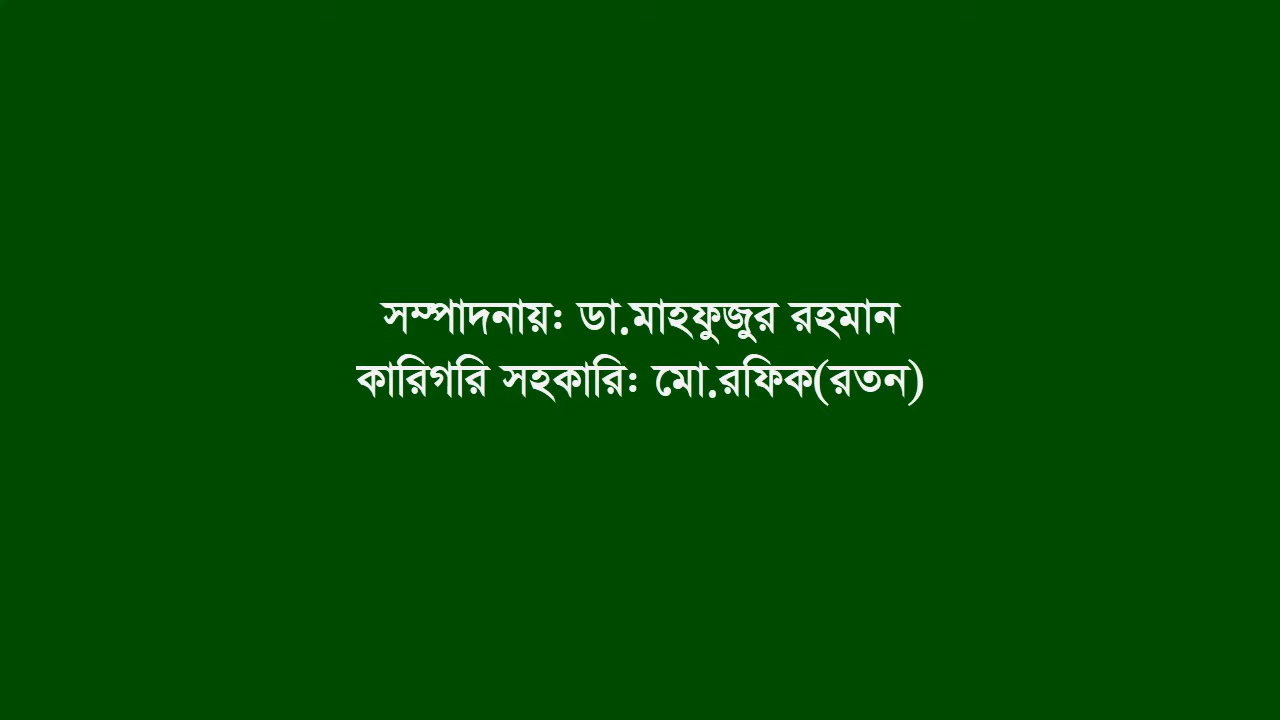 সম্পাদনায়ঃ ডা.মাহফুজুর রহমান
কারিগরি সহকারিঃ মো.রফিক(রতন)